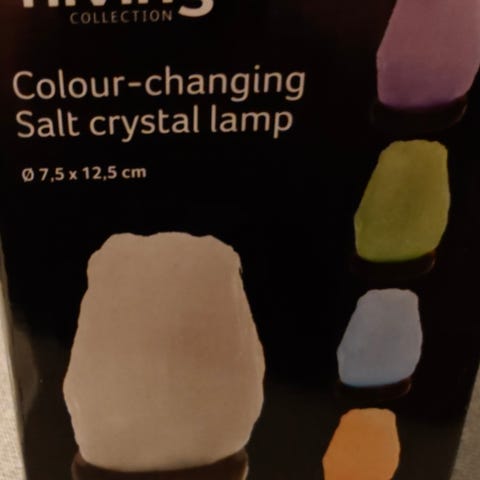 COLLECTION
Colour-changing
Salt crystal lamp
Ø 7,5 x 12,5 cm